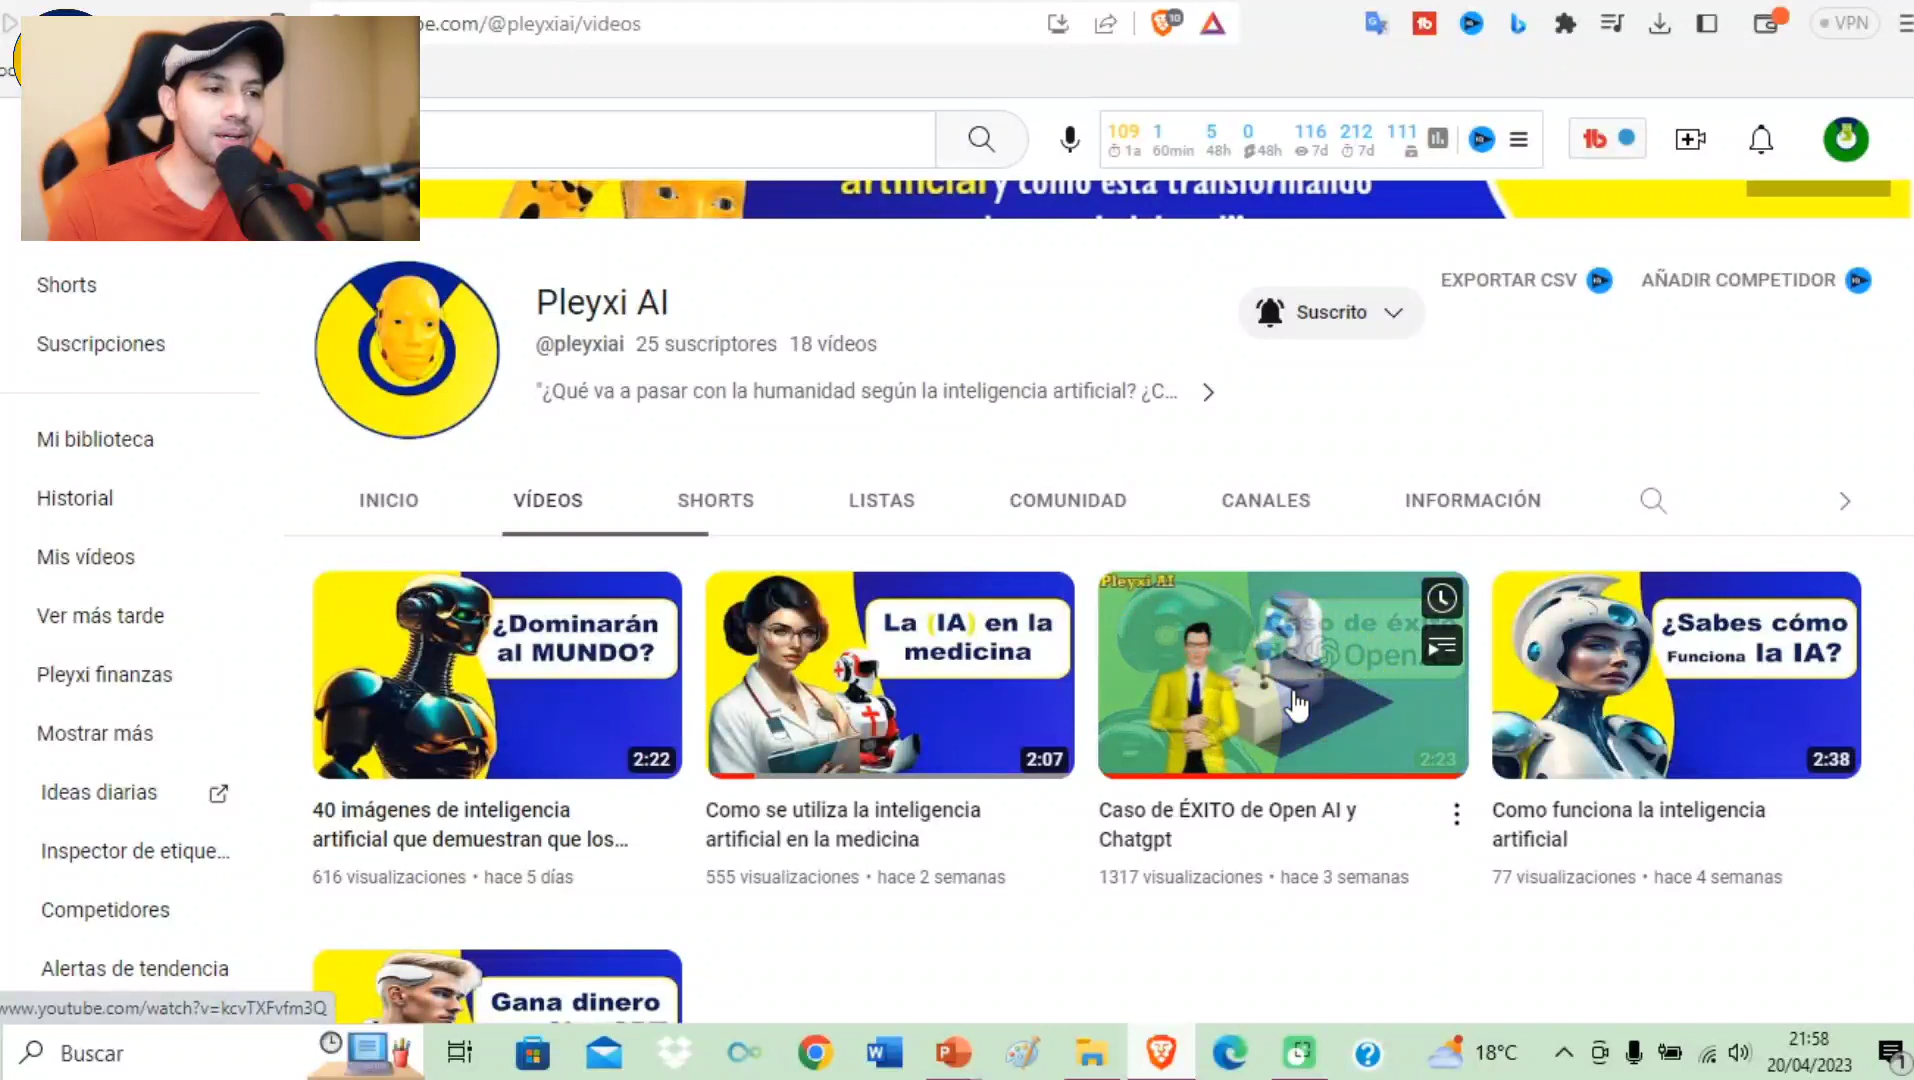 be.com/@pleyxiai/videos
VPN
109 1 5 0 116 212 111
1a 60min 48h 48h 7d 7d
artificial y cómo está transformando
Shorts
Suscripciones
Mi biblioteca
Historial
Mis vídeos
Ver más tarde
Pleyxi finanzas
Mostrar más
Ideas diarias
Inspector de etique...
Competidores
Alertas de tendencia
Pleyxi AI
@pleyxiai 25 suscriptores 18 vídeos
"¿Qué va a pasar con la humanidad según la inteligencia artificial? ¿C...
Suscrito
EXPORTAR CSV
AÑADIR COMPETIDOR
INICIO
VÍDEOS
SHORTS
LISTAS
COMUNIDAD
CANALES
INFORMACIÓN
¿Dominarán
al MUNDO?
2:22
40 imágenes de inteligencia
artificial que demuestran que los...
616 visualizaciones • hace 5 días
La (IA) en la
medicina
2:07
Como se utiliza la inteligencia
artificial en la medicina
555 visualizaciones • hace 2 semanas
Pleyxi AI
2:23
Caso de ÉXITO de Open AI y
Chatgpt
1317 visualizaciones • hace 3 semanas
¿Sabes cómo
Funciona la IA?
2:38
Como funciona la inteligencia
artificial
77 visualizaciones • hace 4 semanas
Gana dinero
www.youtube.com/watch?v=kcvTXFvfm3Q
Buscar
18°C
21:58
20/04/2023
1